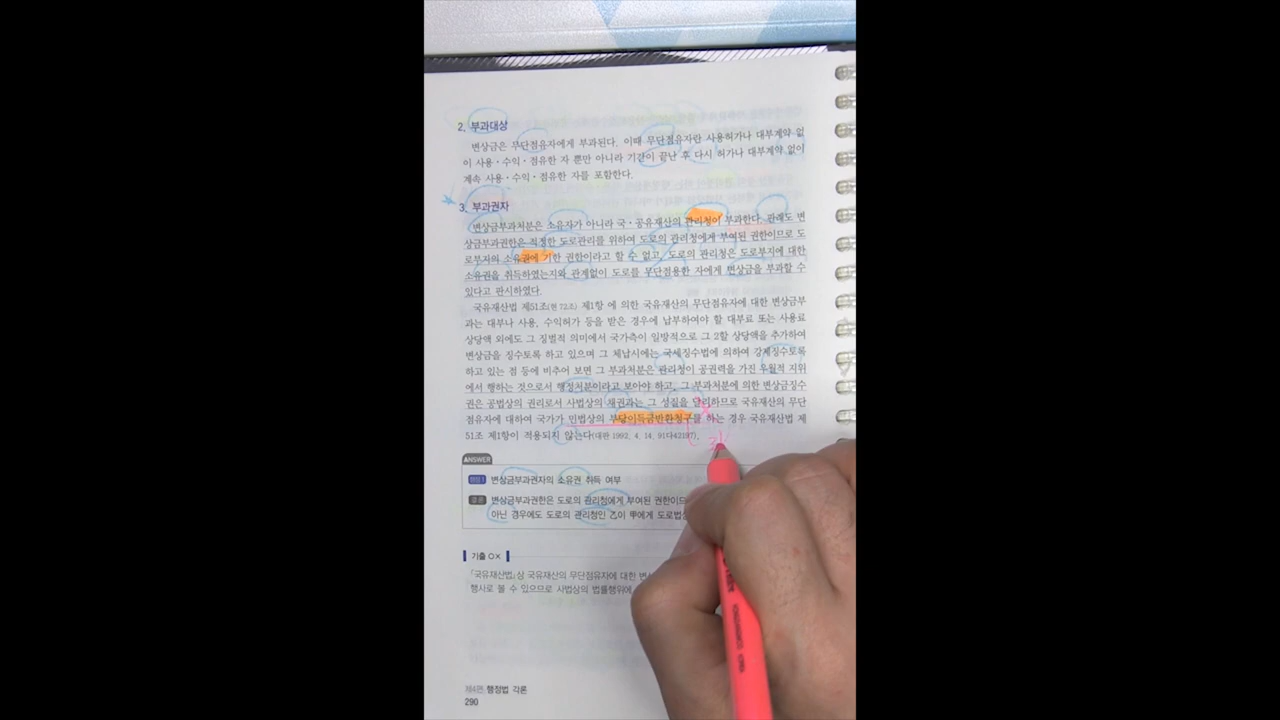 2. 부과대상
변상금은 무단점유자에게 부과된다. 이때 무단점유자란 사용허가나 대부계약 없
이 사용·수익·점유한 자 뿐만 아니라 기간이 끝난 후 다시 허가나 대부계약 없이
계속 사용·수익·점유한 자를 포함한다.
3. 부과권자
변상금부과처분은 소유자가 아니라 국·공유재산의 관리청이 부과한다. 판례도 변
상금부과권한은 적정한 도로관리를 위하여 도로의 관리청에게 부여된 권한이므로 도
로부지의 소유권에 기한 권한이라고 할 수 없고, 도로의 관리청은 도로부지에 대한
소유권을 취득하였는지와 관계없이 도로를 무단점용한 자에게 변상금을 부과할 수
있다고 판시하였다.
국유재산법 제51조(현 72조) 제1항 에 의한 국유재산의 무단점유자에 대한 변상금부
과는 대부나 사용, 수익허가 등을 받은 경우에 납부하여야 할 대부료 또는 사용료
상당액 외에도 그 징벌적 의미에서 국가측이 일방적으로 그 2할 상당액을 추가하여
변상금을 징수토록 하고 있으며 그 체납시에는 국세징수법에 의하여 강제징수토록
하고 있는 점 등에 비추어 보면 그 부과처분은 관리청이 공권력을 가진 우월적 지위
에서 행하는 것으로서 행정처분이라고 보아야 하고, 그 부과처분에 의한 변상금징수
권은 공법상의 권리로서 사법상의 채권과는 그 성질을 달리하므로 국유재산의 무단
점유자에 대하여 국가가 민법상의 부당이득금반환청구를 하는 경우 국유재산법 제
51조 제1항이 적용되지 않는다(대판 1992. 4. 14, 91다42197).
ANSWER
쟁점 1 변상금부과권자의 소유권 취득 여부
결론 변상금부과권한은 도로의 관리청에게 부여된 권한이므
아닌 경우에도 도로의 관리청인 乙이 甲에게 도로법상
기출 ○×
「국유재산법」상 국유재산의 무단점유자에 대한 변상
행사로 볼 수 있으므로 사법상의 법률행위에
제4편 행정법 각론
290